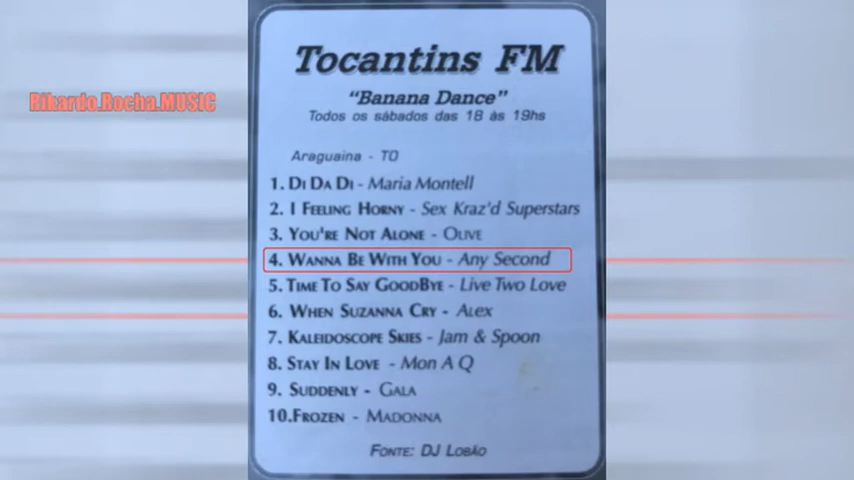 Tocantins FM
Rikardo.Rocha.MUSIC
"Banana Dance"
Todos os sábados das 18 às 19hs
Araguaina - TO
1. Di Da Di - Maria Montell
2. I Feeling Horny - Sex Kraz'd Superstars
3. You're Not Alone - Olive
4. Wanna Be With You - Any Second
5. Time To Say GoodBye - Live Two Love
6. When Suzanna Cry - Alex
7. Kaleidoscope Skies - Jam & Spoon
8. Stay In Love - Mon A Q
9. Suddenly - Gala
10.Frozen - Madonna
Fonte: DJ Lobão